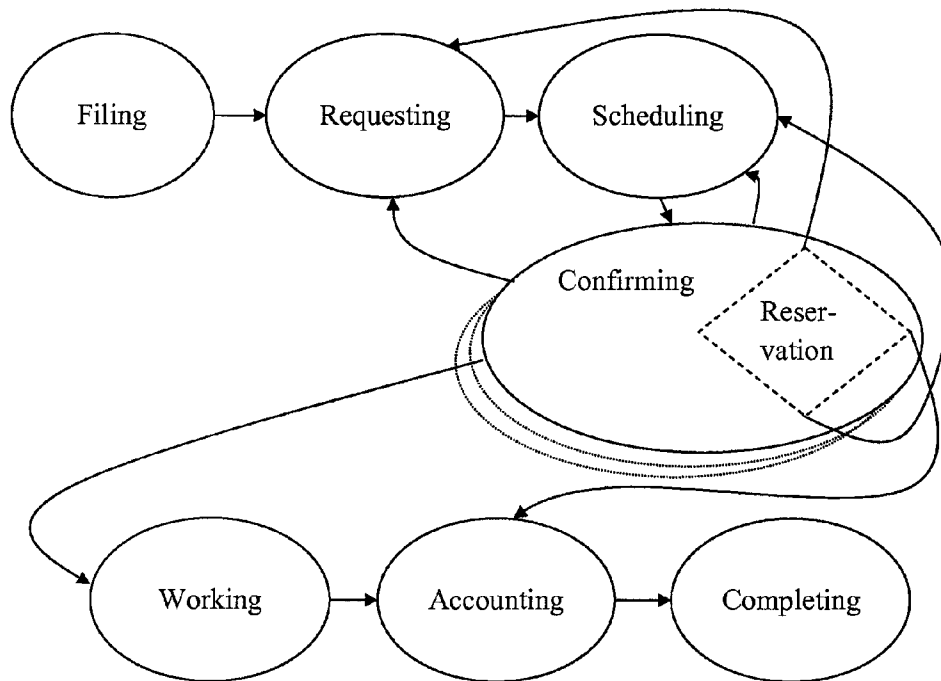 Filing
Requesting
Scheduling
Confirming
Reser-
vation
Working
Accounting
Completing